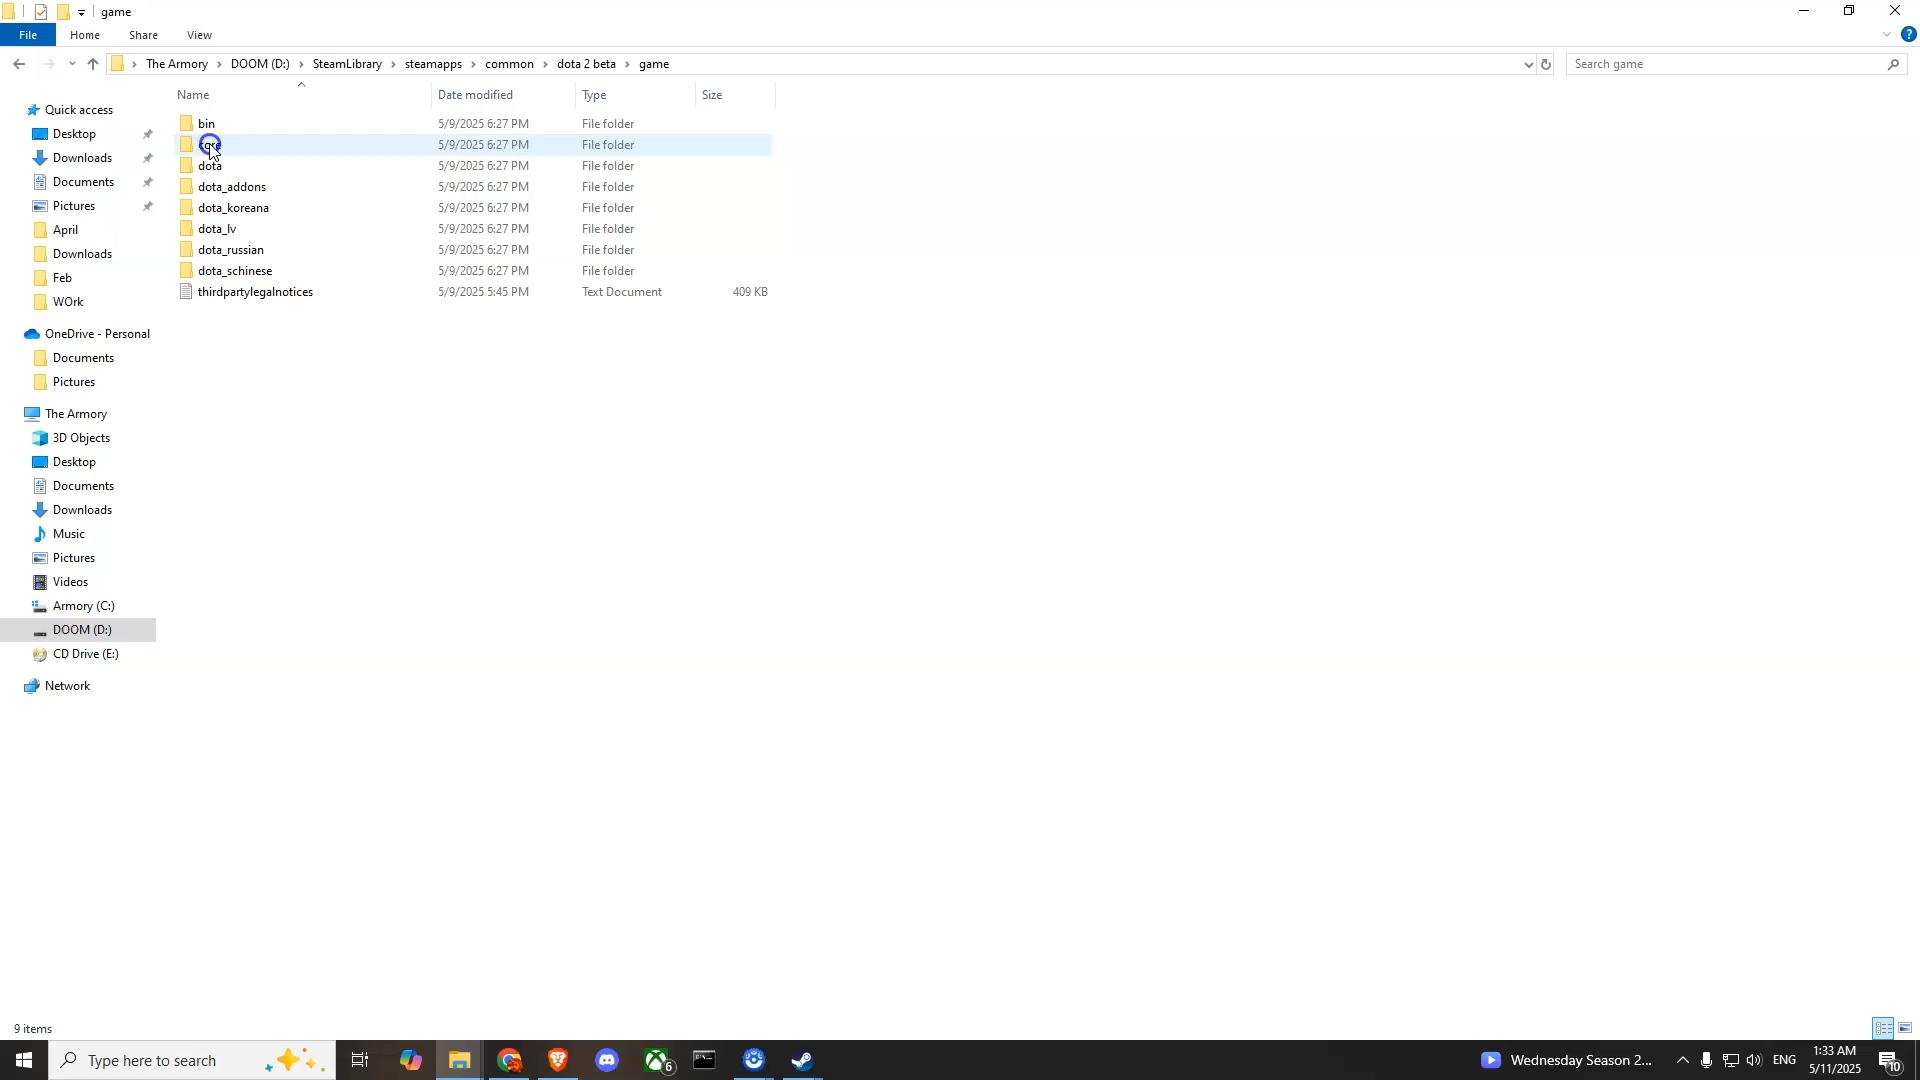 game
File Home Share View
The Armory DOOM (D:) SteamLibrary steamapps common dota 2 beta game
Search game
Name Date modified Type Size
bin 5/9/2025 6:27 PM File folder
core 5/9/2025 6:27 PM File folder
dota 5/9/2025 6:27 PM File folder
dota_addons 5/9/2025 6:27 PM File folder
dota_koreana 5/9/2025 6:27 PM File folder
dota_lv 5/9/2025 6:27 PM File folder
dota_russian 5/9/2025 6:27 PM File folder
dota_schinese 5/9/2025 6:27 PM File folder
thirdpartylegalnotices 5/9/2025 5:45 PM Text Document 409 KB
Quick access
Desktop
Downloads
Documents
Pictures
April
Downloads
Feb
WOrk
OneDrive - Personal
Documents
Pictures
The Armory
3D Objects
Desktop
Documents
Downloads
Music
Pictures
Videos
Armory (C:)
DOOM (D:)
CD Drive (E:)
Network
9 items
Type here to search
6
Wednesday Season 2...
ENG
1:33 AM
5/11/2025
10